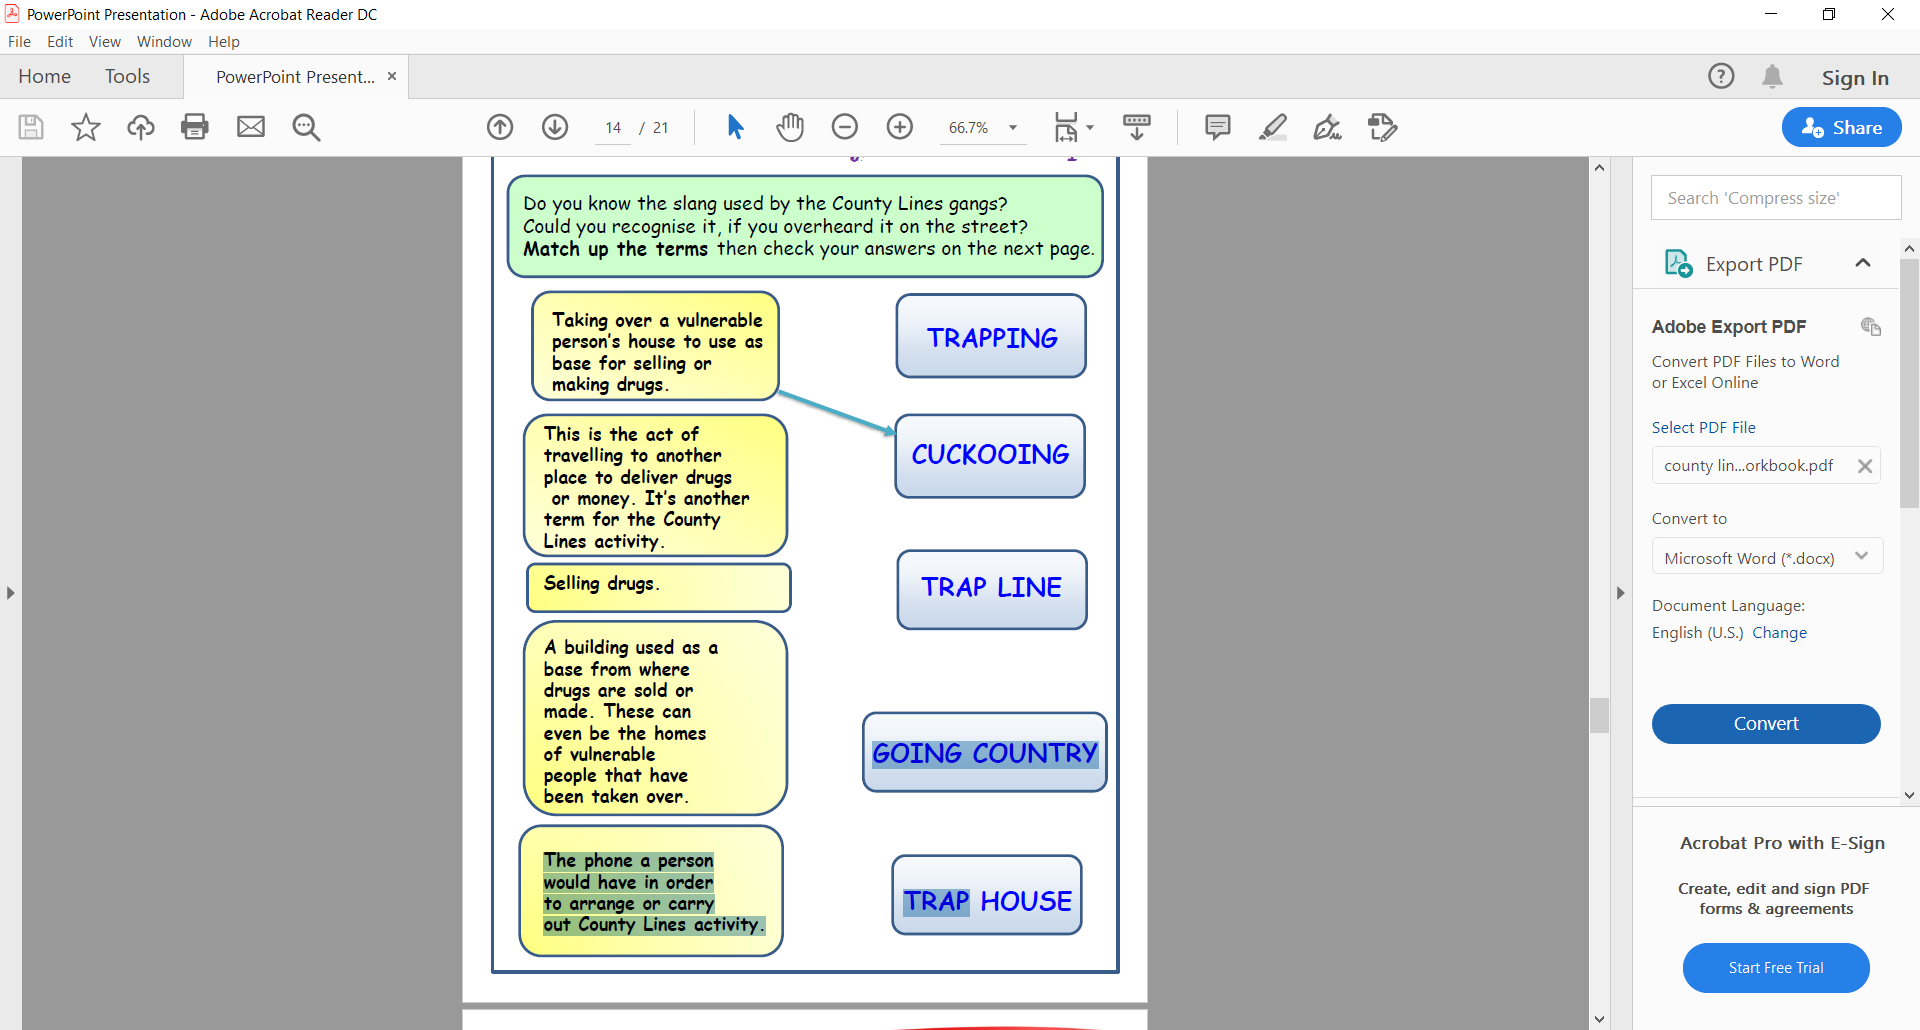 PowerPoint Presentation - Adobe Acrobat Reader DC
File Edit View Window Help
Home Tools PowerPoint Present... ×
? Sign In
14 / 21 66.7% Share
Do you know the slang used by the County Lines gangs?
Could you recognise it, if you overheard it on the street?
Match up the terms then check your answers on the next page.
Taking over a vulnerable
person's house to use as
base for selling or
making drugs.
This is the act of
travelling to another
place to deliver drugs
or money. It's another
term for the County
Lines activity.
Selling drugs.
A building used as a
base from where
drugs are sold or
made. These can
even be the homes
of vulnerable
people that have
been taken over.
The phone a person
would have in order
to arrange or carry
out County Lines activity.
TRAPPING
CUCKOOING
TRAP LINE
GOING COUNTRY
TRAP HOUSE
Search 'Compress size'
Export PDF
Adobe Export PDF
Convert PDF Files to Word
or Excel Online
Select PDF File
county lin...orkbook.pdf
Convert to
Microsoft Word (*.docx)
Document Language:
English (U.S.) Change
Convert
Acrobat Pro with E-Sign
Create, edit and sign PDF
forms & agreements
Start Free Trial